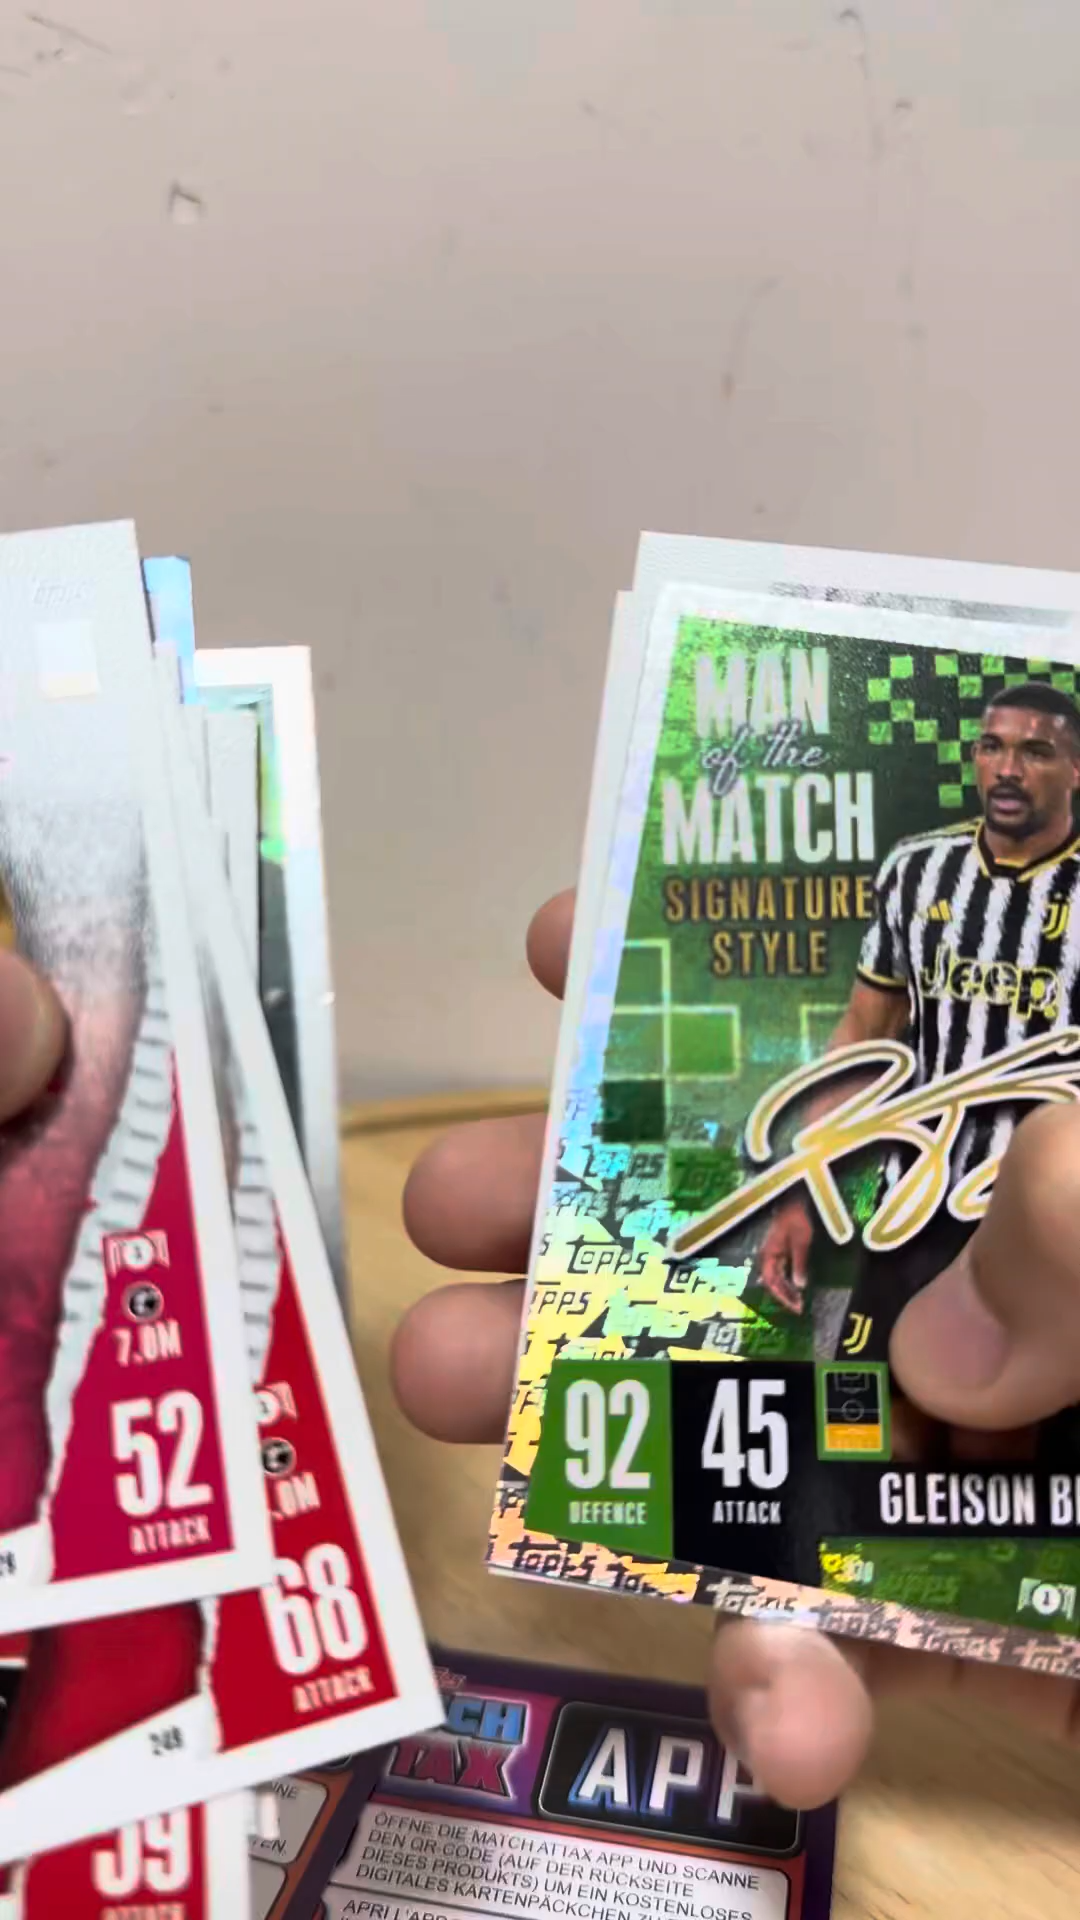 MAN
of the
MATCH
SIGNATURE
STYLE
Jeep
92
DEFENCE
45
ATTACK
GLEISON
topps
7.0M
52
ATTACK
68
ATTACK
249
ATTACK
APP
ÖFFNE DIE MATCH ATTAX APP UND SCANNE
DEN QR CODE (AUF DER RÜCKSEITE
DIESES PRODUKTS) UM EIN KOSTENLOSES
DIGITALES KARTENPÄCKCHEN